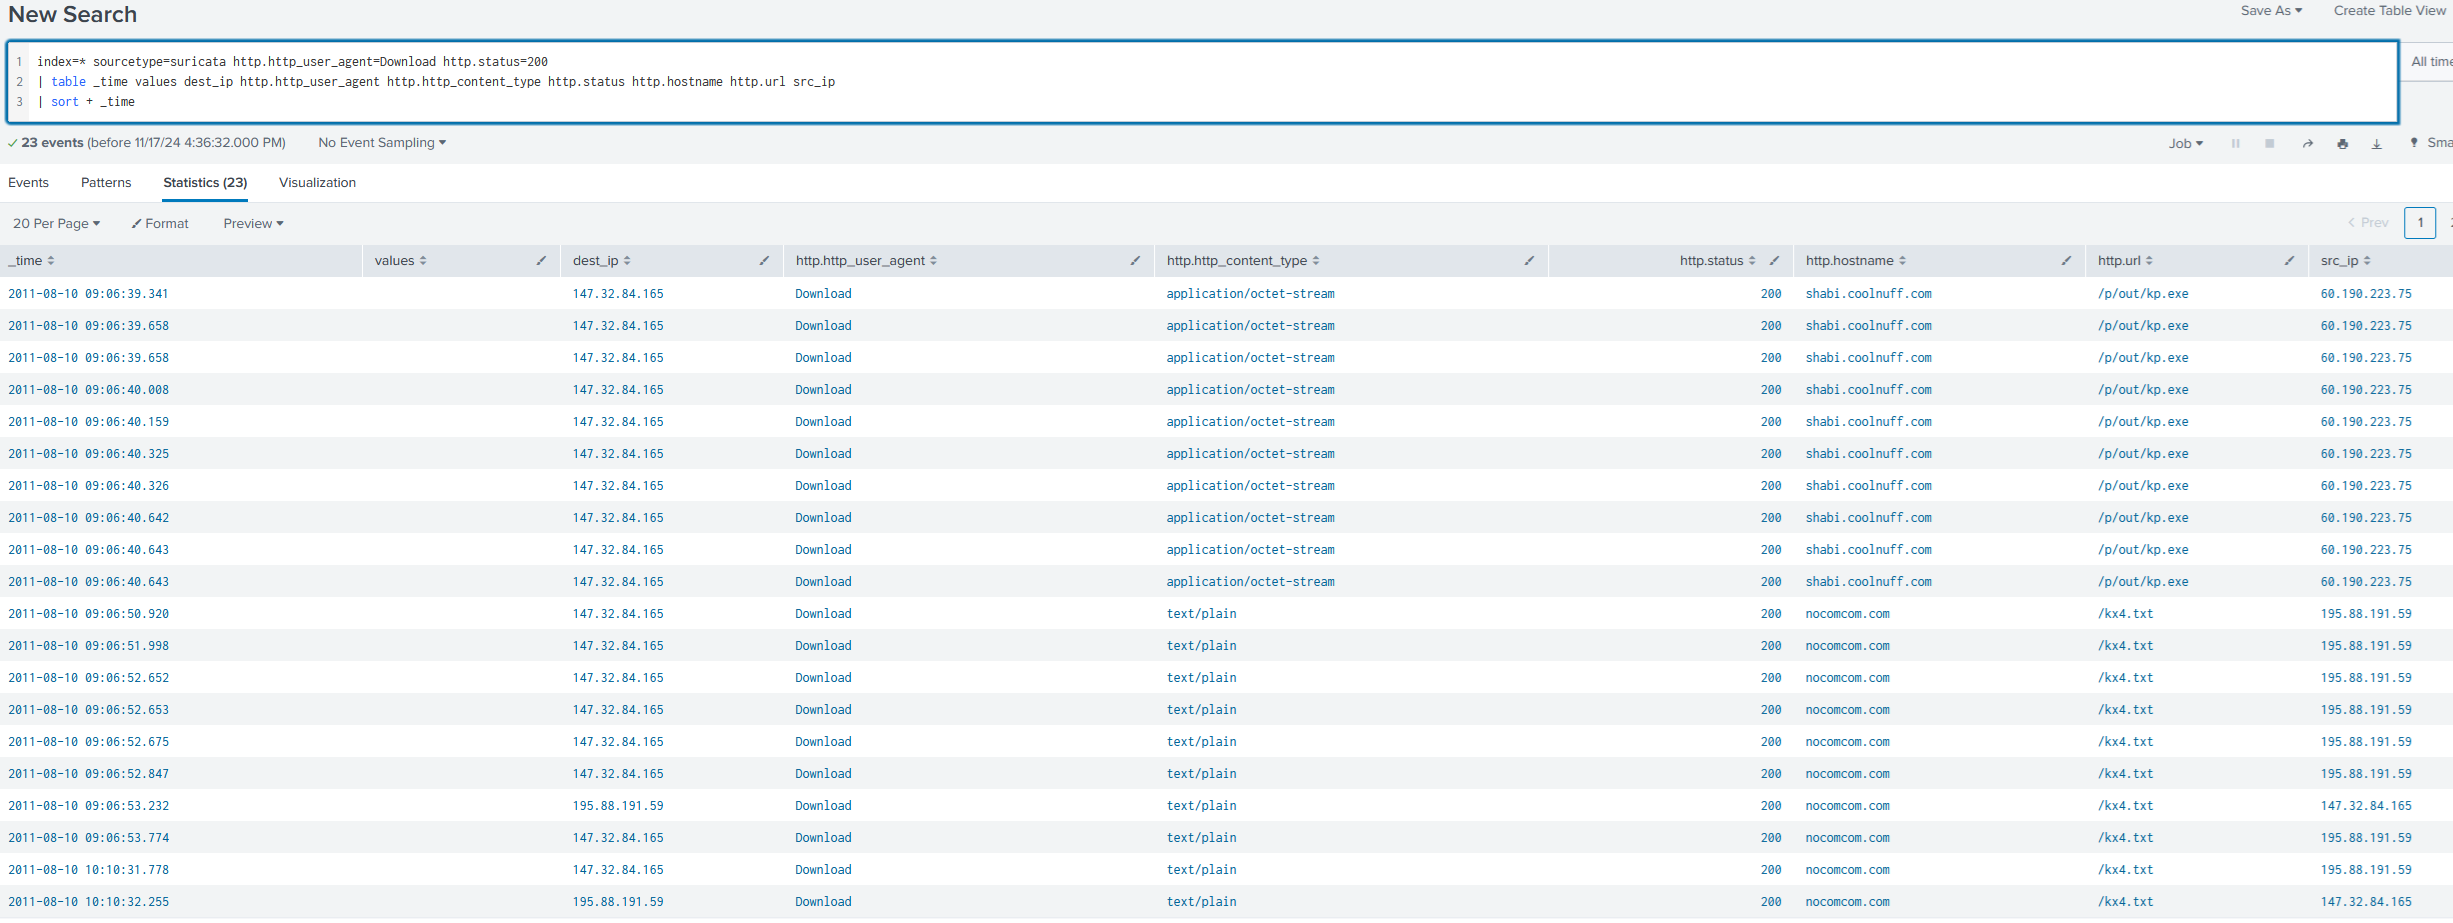 New Search
Save As Create Table View
1 index=* sourcetype=suricata http.http_user_agent=Download http.status=200
2 | table _time values dest_ip http.http_user_agent http.http_content_type http.status http.hostname http.url src_ip
3 | sort + _time
All time
23 events (before 11/17/24 4:36:32.000 PM) No Event Sampling
Job
Events Patterns Statistics (23) Visualization
20 Per Page Format Preview
< Prev 1
_time values dest_ip http.http_user_agent http.http_content_type http.status http.hostname http.url src_ip
2011-08-10 09:06:39.341 147.32.84.165 Download application/octet-stream 200 shabi.coolnuff.com /p/out/kp.exe 60.190.223.75
2011-08-10 09:06:39.658 147.32.84.165 Download application/octet-stream 200 shabi.coolnuff.com /p/out/kp.exe 60.190.223.75
2011-08-10 09:06:39.658 147.32.84.165 Download application/octet-stream 200 shabi.coolnuff.com /p/out/kp.exe 60.190.223.75
2011-08-10 09:06:40.008 147.32.84.165 Download application/octet-stream 200 shabi.coolnuff.com /p/out/kp.exe 60.190.223.75
2011-08-10 09:06:40.159 147.32.84.165 Download application/octet-stream 200 shabi.coolnuff.com /p/out/kp.exe 60.190.223.75
2011-08-10 09:06:40.325 147.32.84.165 Download application/octet-stream 200 shabi.coolnuff.com /p/out/kp.exe 60.190.223.75
2011-08-10 09:06:40.326 147.32.84.165 Download application/octet-stream 200 shabi.coolnuff.com /p/out/kp.exe 60.190.223.75
2011-08-10 09:06:40.642 147.32.84.165 Download application/octet-stream 200 shabi.coolnuff.com /p/out/kp.exe 60.190.223.75
2011-08-10 09:06:40.643 147.32.84.165 Download application/octet-stream 200 shabi.coolnuff.com /p/out/kp.exe 60.190.223.75
2011-08-10 09:06:40.643 147.32.84.165 Download application/octet-stream 200 shabi.coolnuff.com /p/out/kp.exe 60.190.223.75
2011-08-10 09:06:50.920 147.32.84.165 Download text/plain 200 nocomcom.com /kx4.txt 195.88.191.59
2011-08-10 09:06:51.998 147.32.84.165 Download text/plain 200 nocomcom.com /kx4.txt 195.88.191.59
2011-08-10 09:06:52.652 147.32.84.165 Download text/plain 200 nocomcom.com /kx4.txt 195.88.191.59
2011-08-10 09:06:52.653 147.32.84.165 Download text/plain 200 nocomcom.com /kx4.txt 195.88.191.59
2011-08-10 09:06:52.675 147.32.84.165 Download text/plain 200 nocomcom.com /kx4.txt 195.88.191.59
2011-08-10 09:06:52.847 147.32.84.165 Download text/plain 200 nocomcom.com /kx4.txt 195.88.191.59
2011-08-10 09:06:53.232 195.88.191.59 Download text/plain 200 nocomcom.com /kx4.txt 147.32.84.165
2011-08-10 09:06:53.774 147.32.84.165 Download text/plain 200 nocomcom.com /kx4.txt 195.88.191.59
2011-08-10 10:10:31.778 147.32.84.165 Download text/plain 200 nocomcom.com /kx4.txt 195.88.191.59
2011-08-10 10:10:32.255 195.88.191.59 Download text/plain 200 nocomcom.com /kx4.txt 147.32.84.165